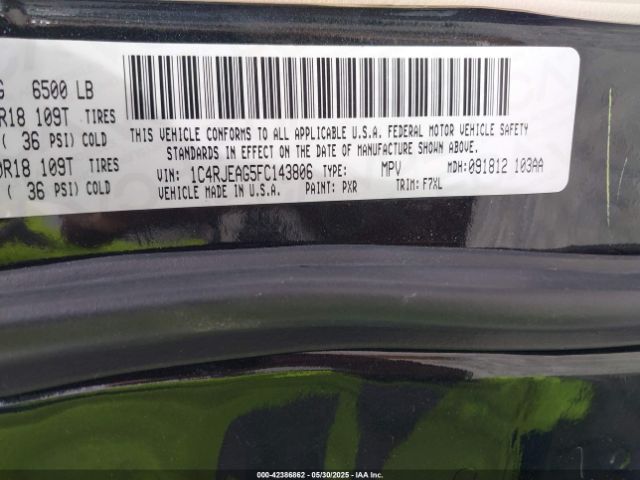 G 6500 LB
R18 109T TIRES
( 36 PSI) COLD
R18 109T TIRES
( 36 PSI) COLD
THIS VEHICLE CONFORMS TO ALL APPLICABLE U.S.A. FEDERAL MOTOR VEHICLE SAFETY
STANDARDS IN EFFECT ON THE DATE OF MANUFACTURE SHOWN ABOVE.
VIN: 1C4RJEAG5FC143806 TYPE: MPV MDH: 091812 103AA
VEHICLE MADE IN U.S.A. PAINT: PXR TRIM: F7XL
©00--42386862 -- 05/30/2025 -- IAA Inc.